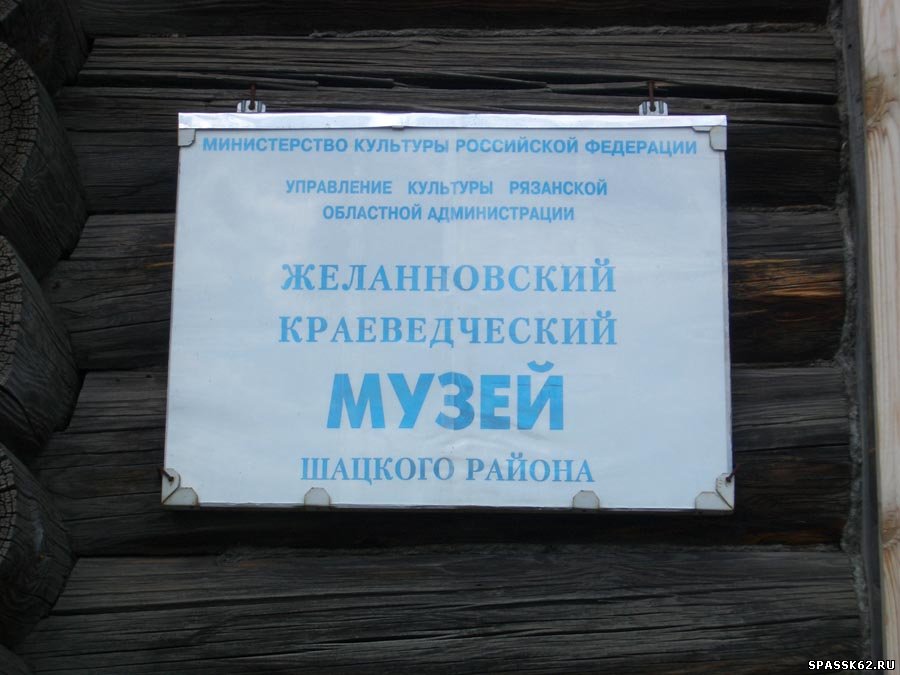 МИНИСТЕРСТВО КУЛЬТУРЫ РОССИЙСКОЙ ФЕДЕРАЦИИ
УПРАВЛЕНИЕ КУЛЬТУРЫ РЯЗАНСКОЙ
ОБЛАСТНОЙ АДМИНИСТРАЦИИ
ЖЕЛАННОВСКИЙ
КРАЕВЕДЧЕСКИЙ
МУЗЕЙ
ШАЦКОГО РАЙОНА
SPASSK62.RU